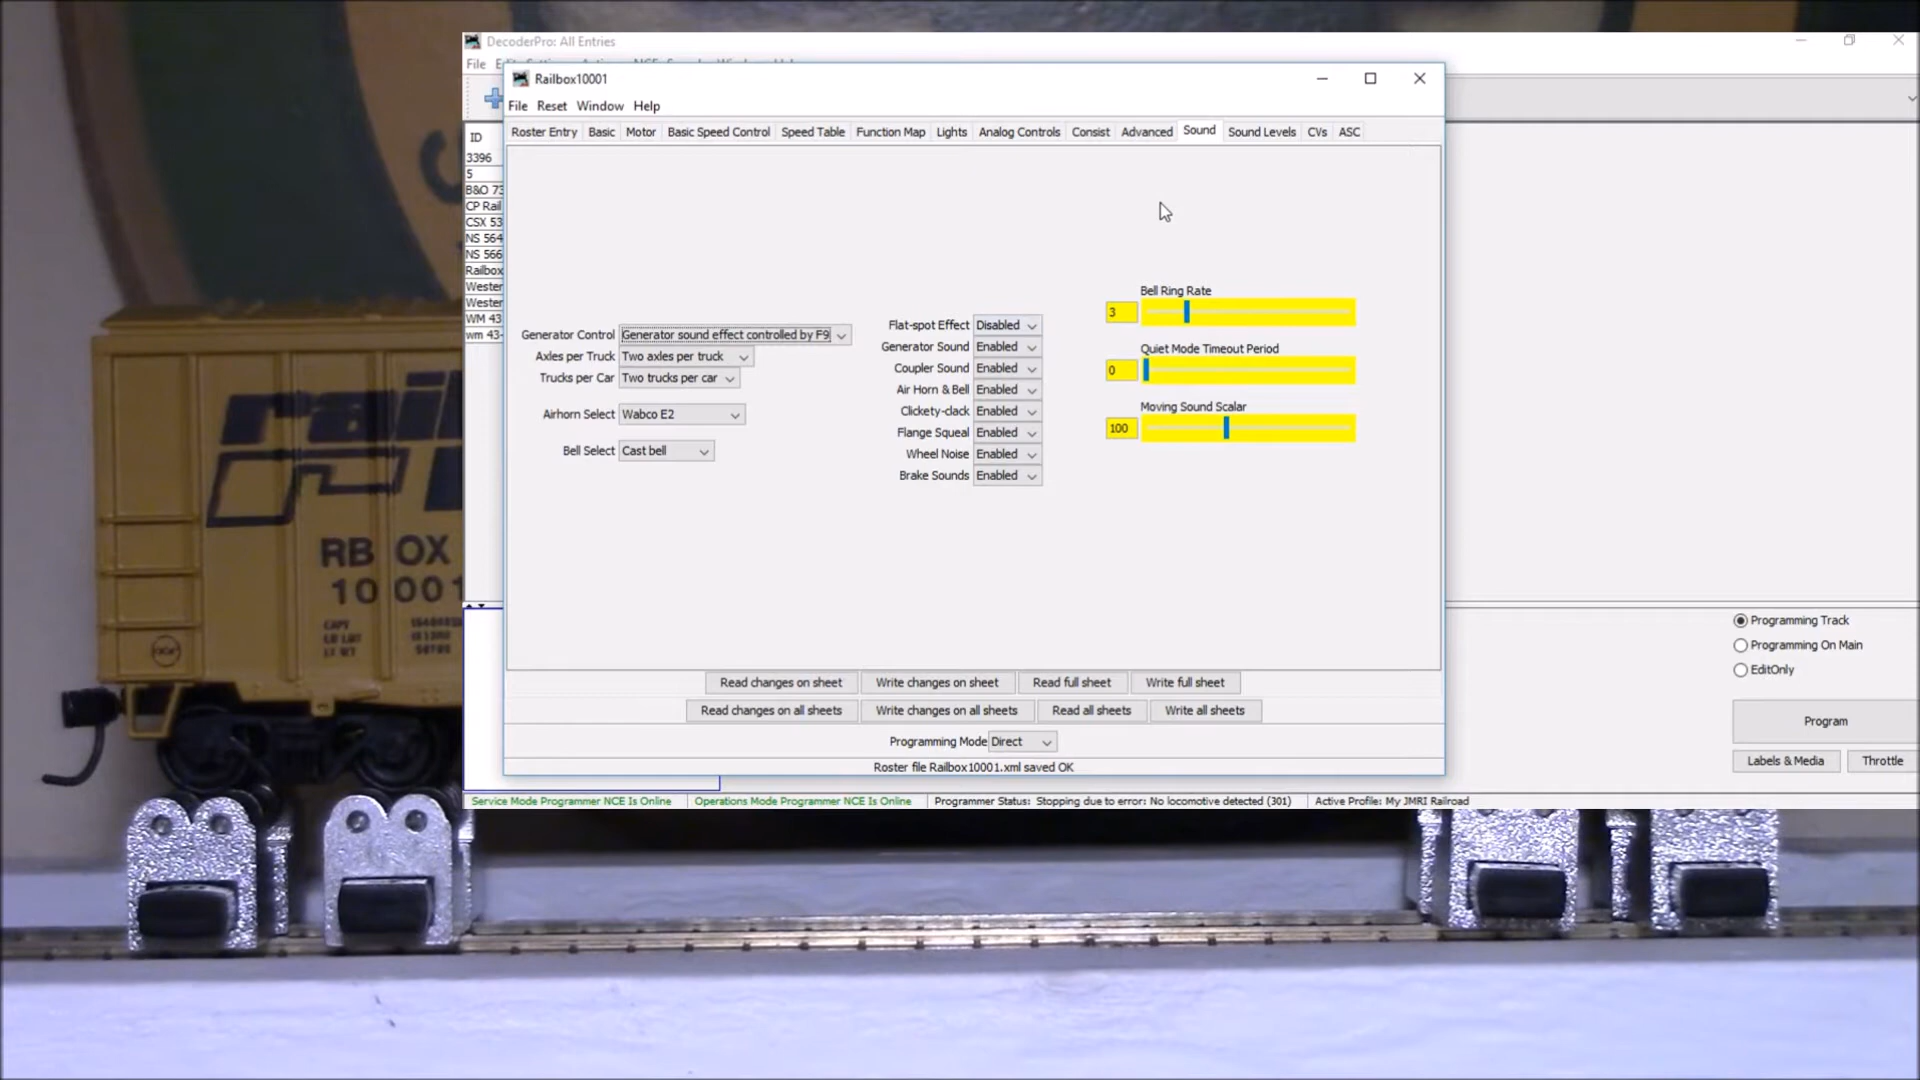 DecoderPro: All Entries
File
Railbox10001
File Reset Window Help
Roster Entry Basic Motor Basic Speed Control Speed Table Function Map Lights Analog Controls Consist Advanced Sound Sound Levels CVs ASC
ID
3396
5
B&O 73
CP Rail
CSX 53
NS 564
NS 566
Railbox
Wester
Wester
WM 43
wm 43-
Generator Control Generator sound effect controlled by F9
Axles per Truck Two axles per truck
Trucks per Car Two trucks per car
Airhorn Select Wabco E2
Bell Select Cast bell
Flat-spot Effect Disabled
Generator Sound Enabled
Coupler Sound Enabled
Air Horn & Bell Enabled
Clickety-clack Enabled
Flange Squeal Enabled
Wheel Noise Enabled
Brake Sounds Enabled
Bell Ring Rate
3
Quiet Mode Timeout Period
0
Moving Sound Scalar
100
Read changes on sheet Write changes on sheet Read full sheet Write full sheet
Read changes on all sheets Write changes on all sheets Read all sheets Write all sheets
Programming Mode Direct
Roster file Railbox10001.xml saved OK
Programming Track
Programming On Main
EditOnly
Program
Labels & Media Throttle
Service Mode Programmer NCE Is Online Operations Mode Programmer NCE Is Online Programmer Status: Stopping due to error: No locomotive detected (301) Active Profile: My JMRI Railroad
rail
RBOX
10001
CAPT
LD LMT
LT WT